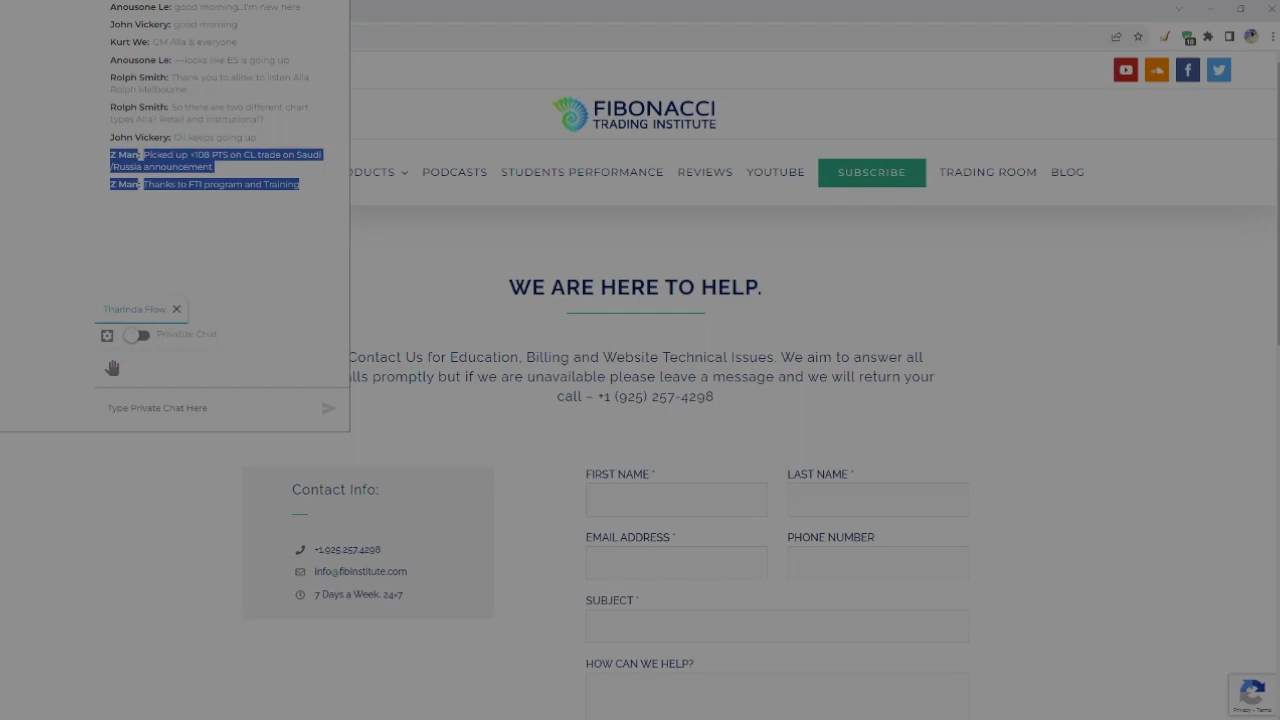 Anousone Le: good morning...I'm new here
John Vickery: good morning
Kurt We: GM Alla & everyone
Anousone Le: ---looks like ES is going up
Rolph Smith: Thank you to allow to listen Alla
Rolph Melbourne
Rolph Smith: So there are two different chart
types Alla? Retail and institutional?
John Vickery: Oil keeps going up
Z Man: Picked up +108 PTS on CL trade on Saudi
/Russia announcement
Z Man: Thanks to FTI program and Training
Tharinda Flow
Privatize Chat
Type Private Chat Here
18
FIBONACCI
TRADING INSTITUTE
ODUCTS PODCASTS STUDENTS PERFORMANCE REVIEWS YOUTUBE SUBSCRIBE TRADING ROOM BLOG
WE ARE HERE TO HELP.
Contact Us for Education, Billing and Website Technical Issues. We aim to answer all
lls promptly but if we are unavailable please leave a message and we will return your
call – +1 (925) 257-4298
Contact Info:
+1.925.257.4298
info@fibinstitute.com
7 Days a Week, 24×7
FIRST NAME *
LAST NAME *
EMAIL ADDRESS *
PHONE NUMBER
SUBJECT *
HOW CAN WE HELP?
Privacy - Terms